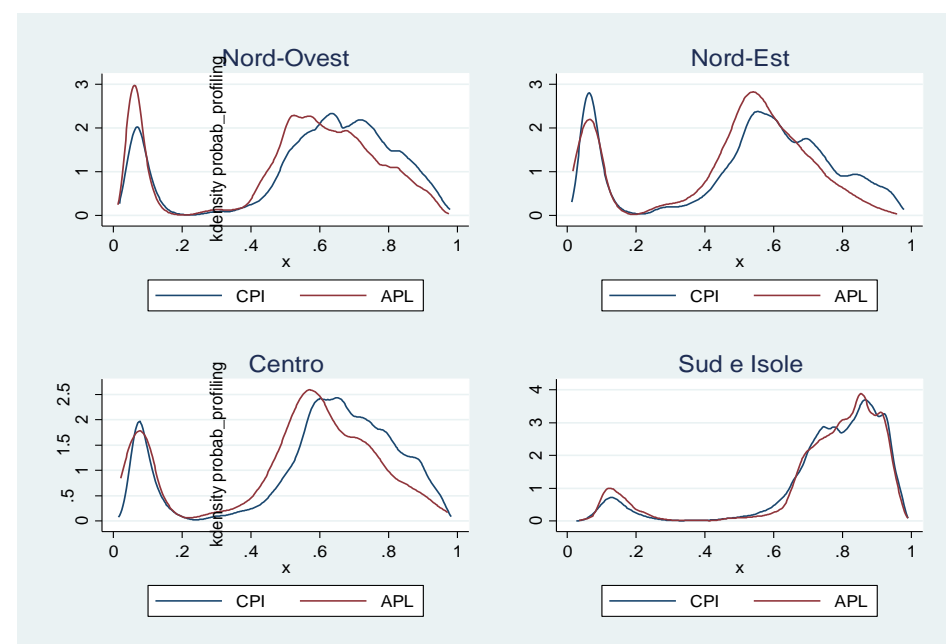 Nord-Ovest
kdensity probab_profiling
3
2
1
0
0 .2 .4 .6 .8 1
x
CPI APL
Nord-Est
3
2
1
0
0 .2 .4 .6 .8 1
x
CPI APL
Centro
kdensity probab_profiling
2.5
2
1.5
1
.5
0
0 .2 .4 .6 .8 1
x
CPI APL
Sud e Isole
4
3
2
1
0
0 .2 .4 .6 .8 1
x
CPI APL